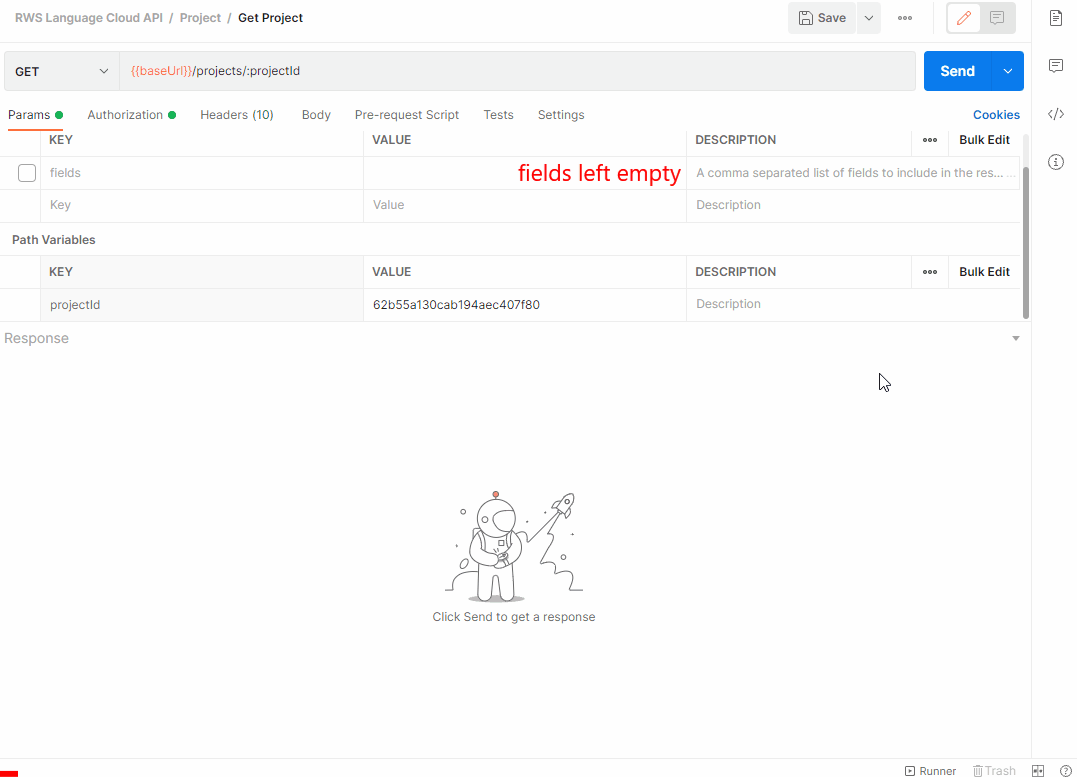 RWS Language Cloud API / Project / Get Project
Save
GET
{{baseUrl}}/projects/:projectId
Send
Params Authorization Headers (10) Body Pre-request Script Tests Settings Cookies
KEY VALUE DESCRIPTION ••• Bulk Edit
fields fields left empty A comma separated list of fields to include in the res... ...
Key Value Description
Path Variables
KEY VALUE DESCRIPTION ••• Bulk Edit
projectId 62b55a130cab194aec407f80 Description
Response
Click Send to get a response
Runner Trash